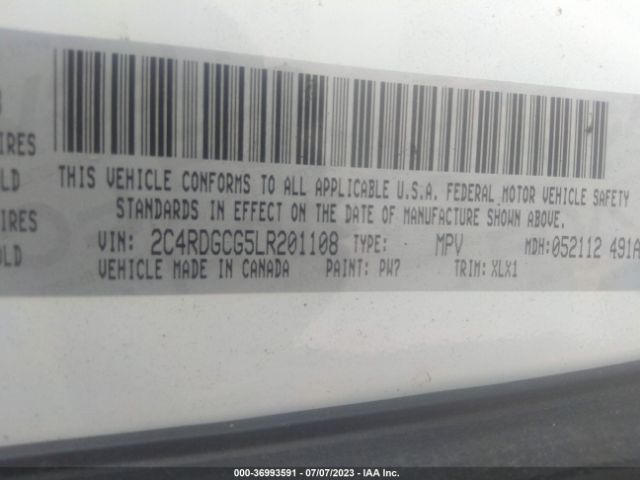 IRES
LD
IRES
OLD
THIS VEHICLE CONFORMS TO ALL APPLICABLE U.S.A. FEDERAL MOTOR VEHICLE SAFETY
STANDARDS IN EFFECT ON THE DATE OF MANUFACTURE SHOWN ABOVE.
VIN: 2C4RDGCG5LR201108 TYPE: MPV MDH:052112 491A
VEHICLE MADE IN CANADA PAINT: PW7 TRIM: XLX1
000-36993591 - 07/07/2023 - IAA Inc.